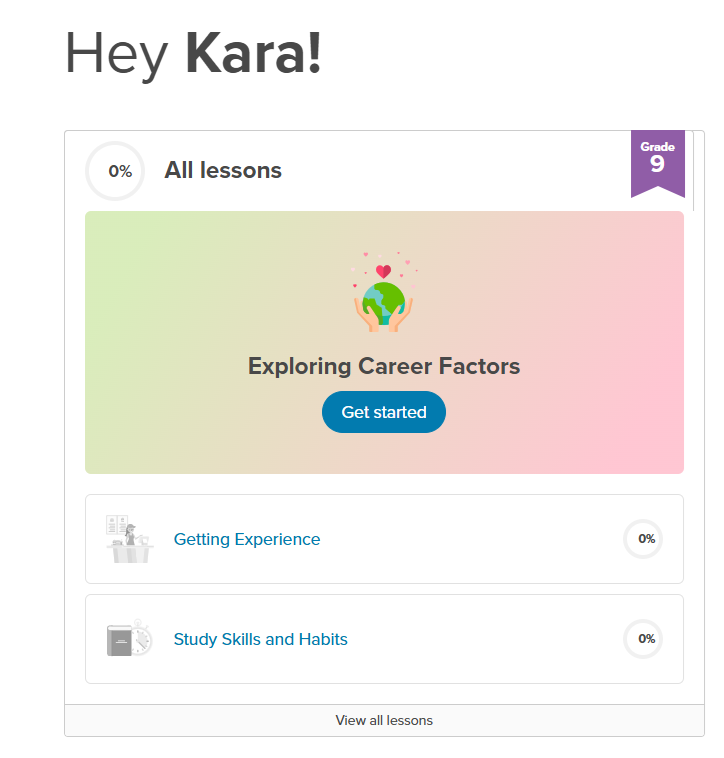 Hey Kara!
0%
All lessons
Grade
9
Exploring Career Factors
Get started
Getting Experience
0%
Study Skills and Habits
0%
View all lessons